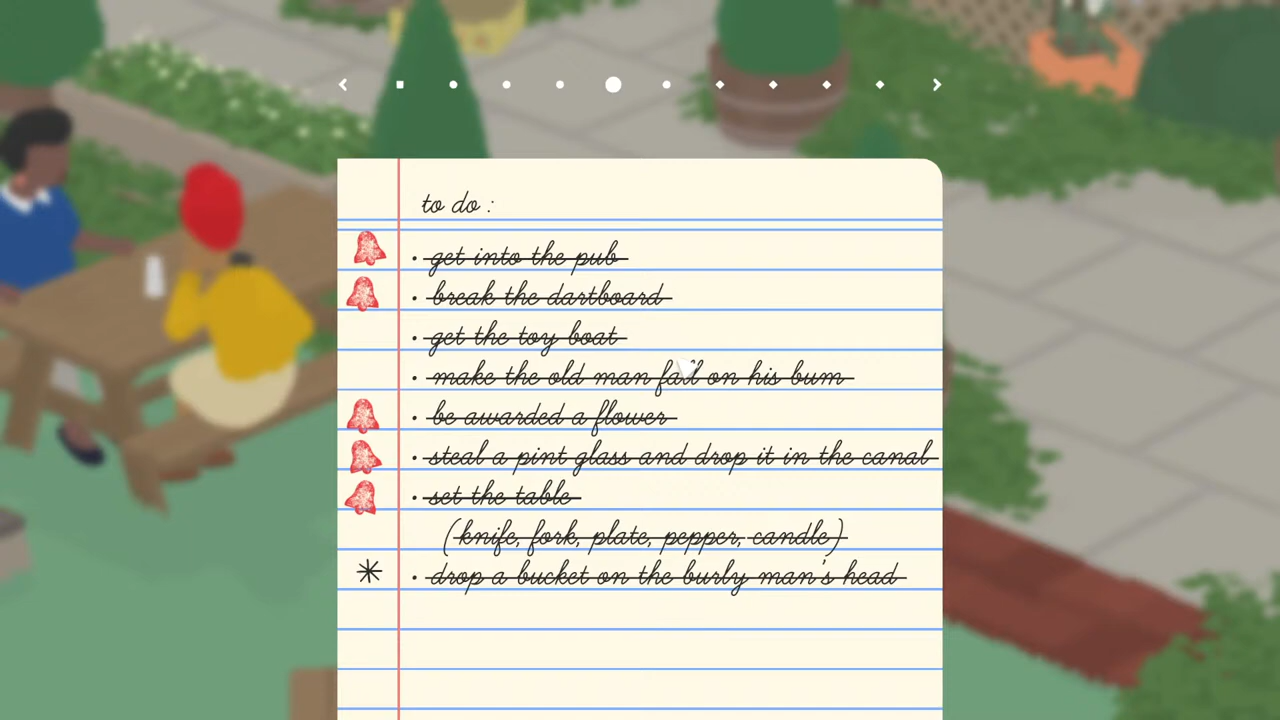 to do :
• get into the pub
• break the dartboard
• get the toy boat
• make the old man fall on his bum
• be awarded a flower
• steal a pint glass and drop it in the canal
• set the table
(knife, fork, plate, pepper, candle)
• drop a bucket on the burly man's head